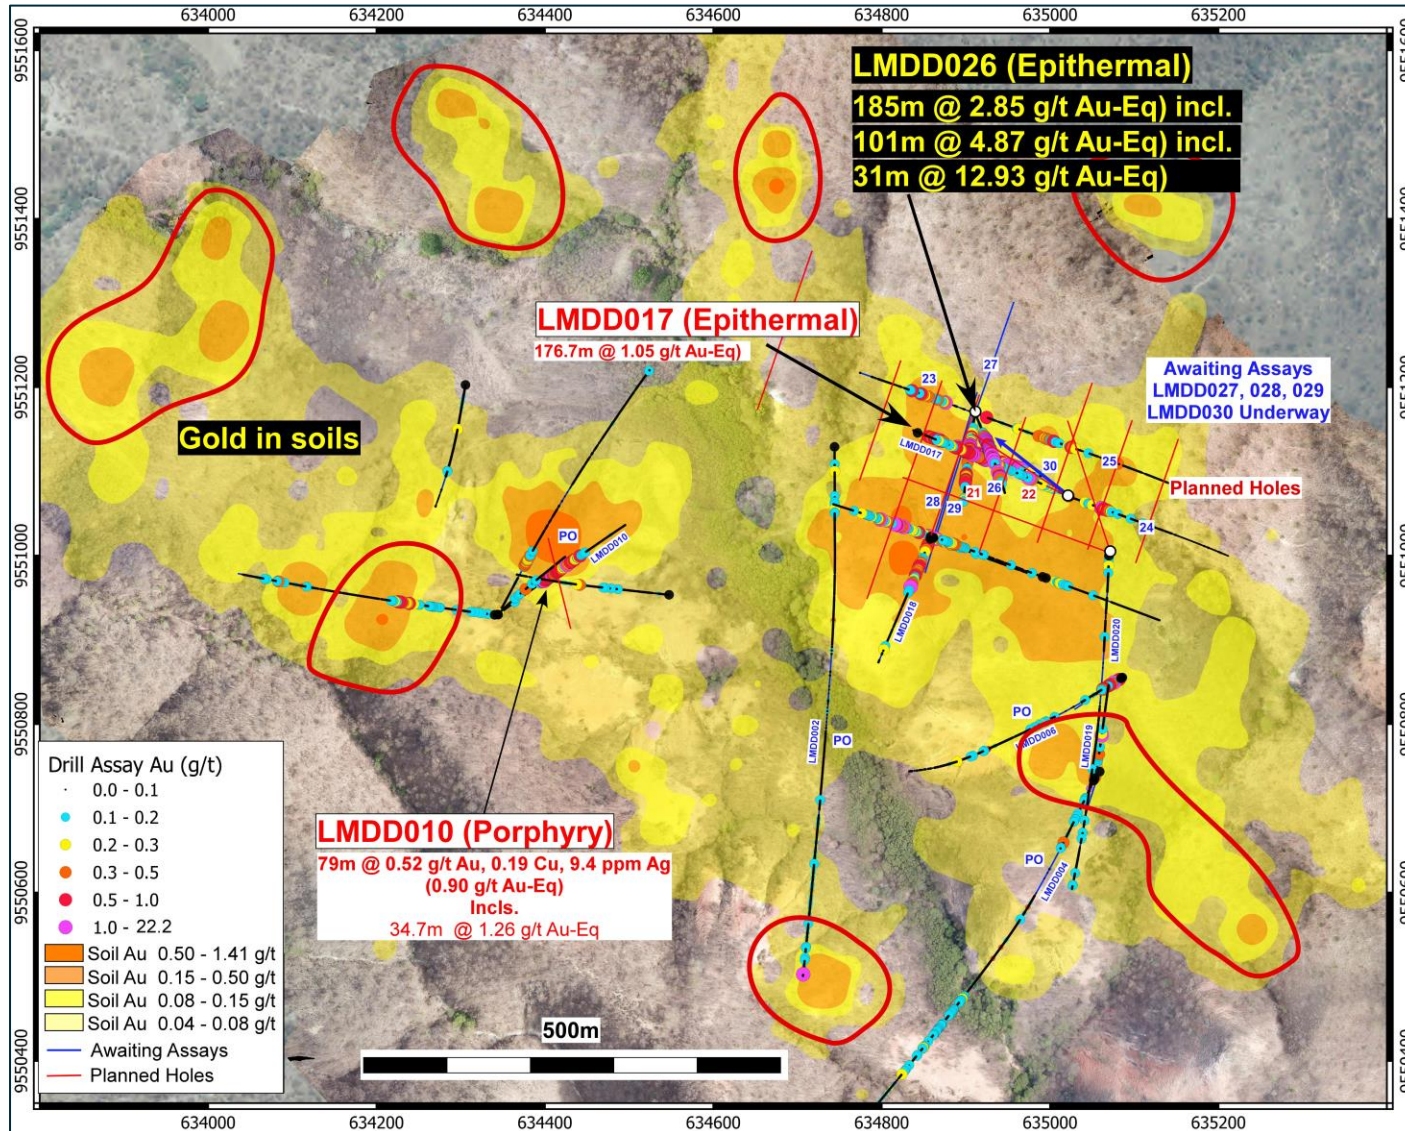 634000 634200 634400 634600 634800 635000 635200
9551600
9551400
9551200
9551000
9550800
9550600
9550400
LMDD026 (Epithermal)
185m @ 2.85 g/t Au-Eq) incl.
101m @ 4.87 g/t Au-Eq) incl.
31m @ 12.93 g/t Au-Eq)
LMDD017 (Epithermal)
176.7m @ 1.05 g/t Au-Eq)
Awaiting Assays
LMDD027, 028, 029
LMDD030 Underway
Planned Holes
Gold in soils
23
27
LMDD017
25
30
26
22
21
28
29
24
PO
LMDD010
LMDD018
LMDD020
PO
LMDD006
LMDD002
PO
LMDD019
PO
LMDD004
LMDD010 (Porphyry)
79m @ 0.52 g/t Au, 0.19 Cu, 9.4 ppm Ag
(0.90 g/t Au-Eq)
Incls.
34.7m @ 1.26 g/t Au-Eq
Drill Assay Au (g/t)
0.0 - 0.1
0.1 - 0.2
0.2 - 0.3
0.3 - 0.5
0.5 - 1.0
1.0 - 22.2
Soil Au 0.50 - 1.41 g/t
Soil Au 0.15 - 0.50 g/t
Soil Au 0.08 - 0.15 g/t
Soil Au 0.04 - 0.08 g/t
Awaiting Assays
Planned Holes
500m
9551600
9551400
9551200
9551000
9550800
9550600
9550400
634000 634200 634400 634600 634800 635000 635200